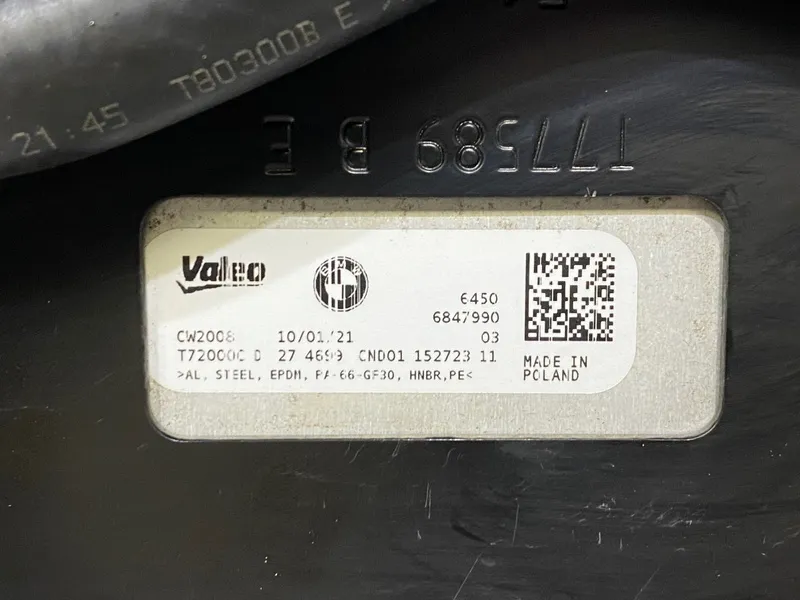 21:45 T80300B E
T77589 B E
Valeo
BMW
6450
6847990
CW2008 10/01/21 03
T72000C D 27 4699 CND01 152723 11
>AL, STEEL, EPDM, PA-66-GF30, HNBR,PE<
MADE IN
POLAND